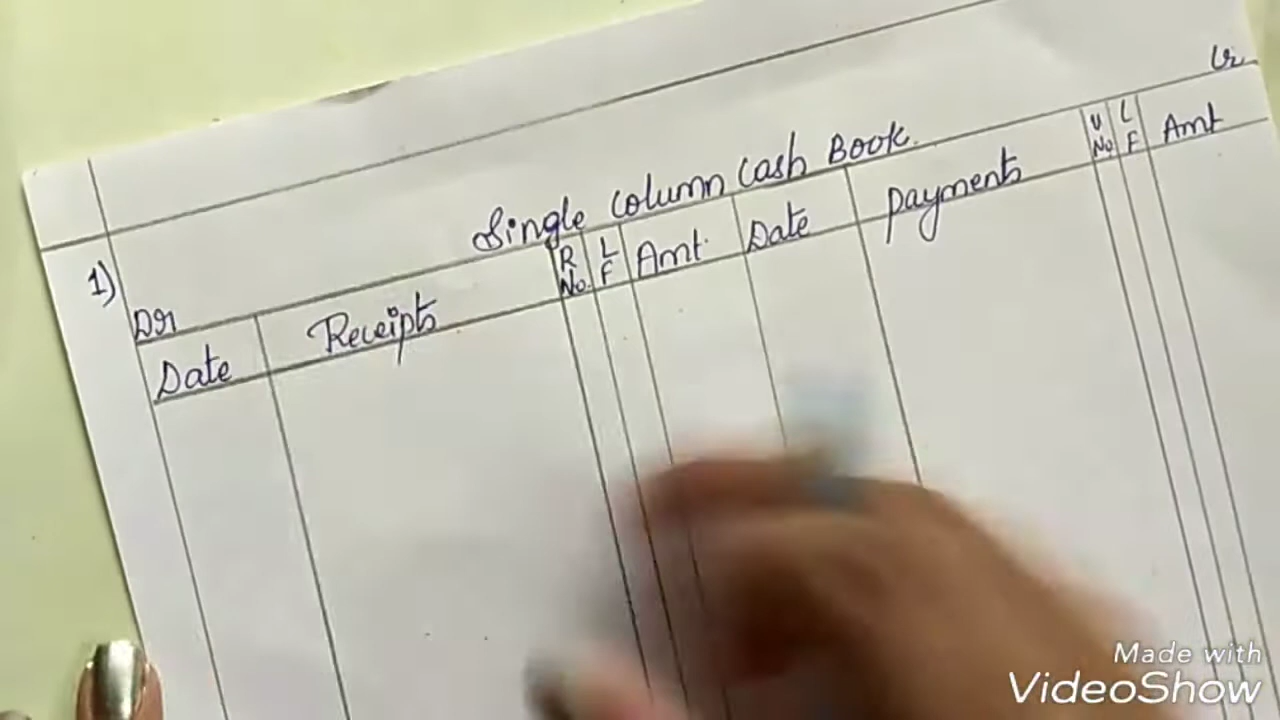 Single Column Cash Book.
1)
Dr
Cr
Date Receipts R No. L F Amt. Date Payments V No. L F Amt
Made with
VideoShow